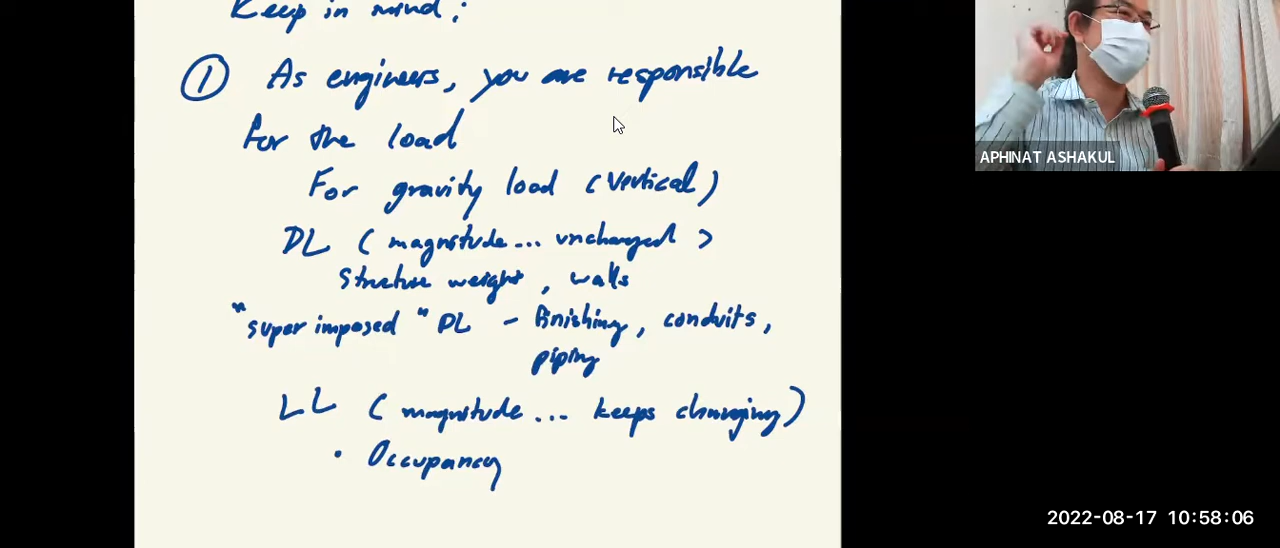 Keep in mind;
① As engineers, you are responsible
for the load
For gravity load (vertical)
DL (magnitude... unchanged >
Structure weight, walls
"super imposed" DL - finishing, conduits,
piping
LL (magnitude... keeps changing)
• Occupancy
APHINAT ASHAKUL
2022-08-17 10:58:06